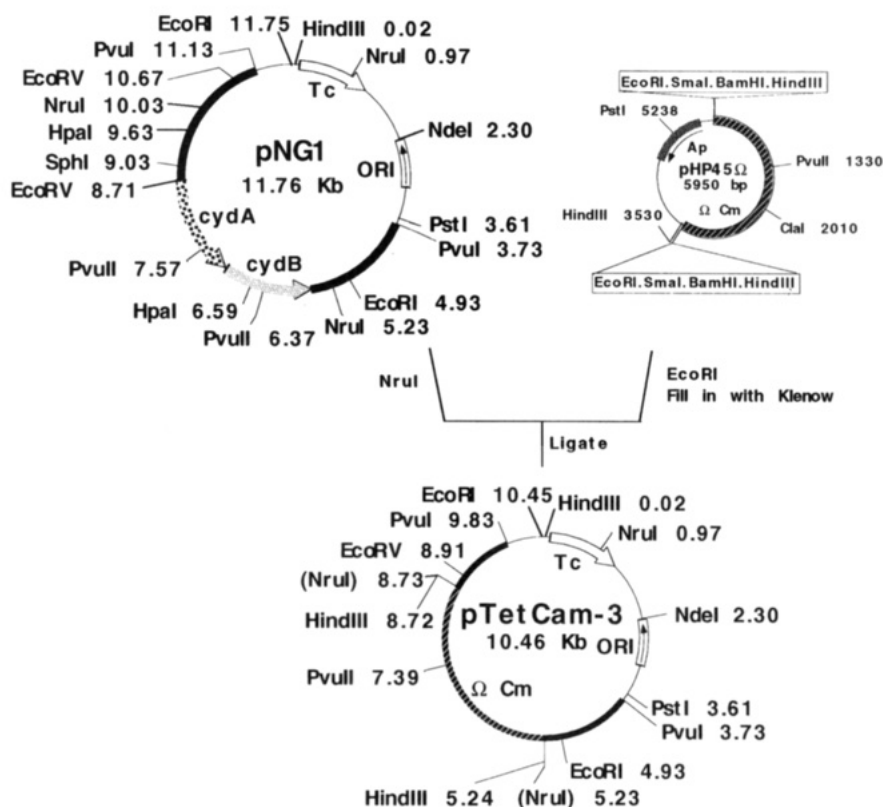 EcoRI 11.75
HindIII 0.02
PvuI 11.13
NruI 0.97
EcoRV 10.67
Tc
NruI 10.03
HpaI 9.63
SphI 9.03
EcoRV 8.71
pNG1
11.76 Kb
NdeI 2.30
ORI
cydA
PstI 3.61
PvuI 3.73
PvuII 7.57
cydB
HpaI 6.59
EcoRI 4.93
PvuII 6.37
NruI 5.23
EcoRI.SmaI.BamHI.HindIII
PstI 5238
Ap
pHP45Ω
5950 bp
PvuII 1330
Ω Cm
HindIII 3530
ClaI 2010
EcoRI.SmaI.BamHI.HindIII
NruI
EcoRI
Fill in with Klenow
Ligate
EcoRI 10.45
HindIII 0.02
PvuI 9.83
NruI 0.97
EcoRV 8.91
Tc
(NruI) 8.73
HindIII 8.72
pTetCam-3
10.46 Kb
NdeI 2.30
ORI
PvuII 7.39
Ω Cm
PstI 3.61
PvuI 3.73
EcoRI 4.93
HindIII 5.24
(NruI) 5.23